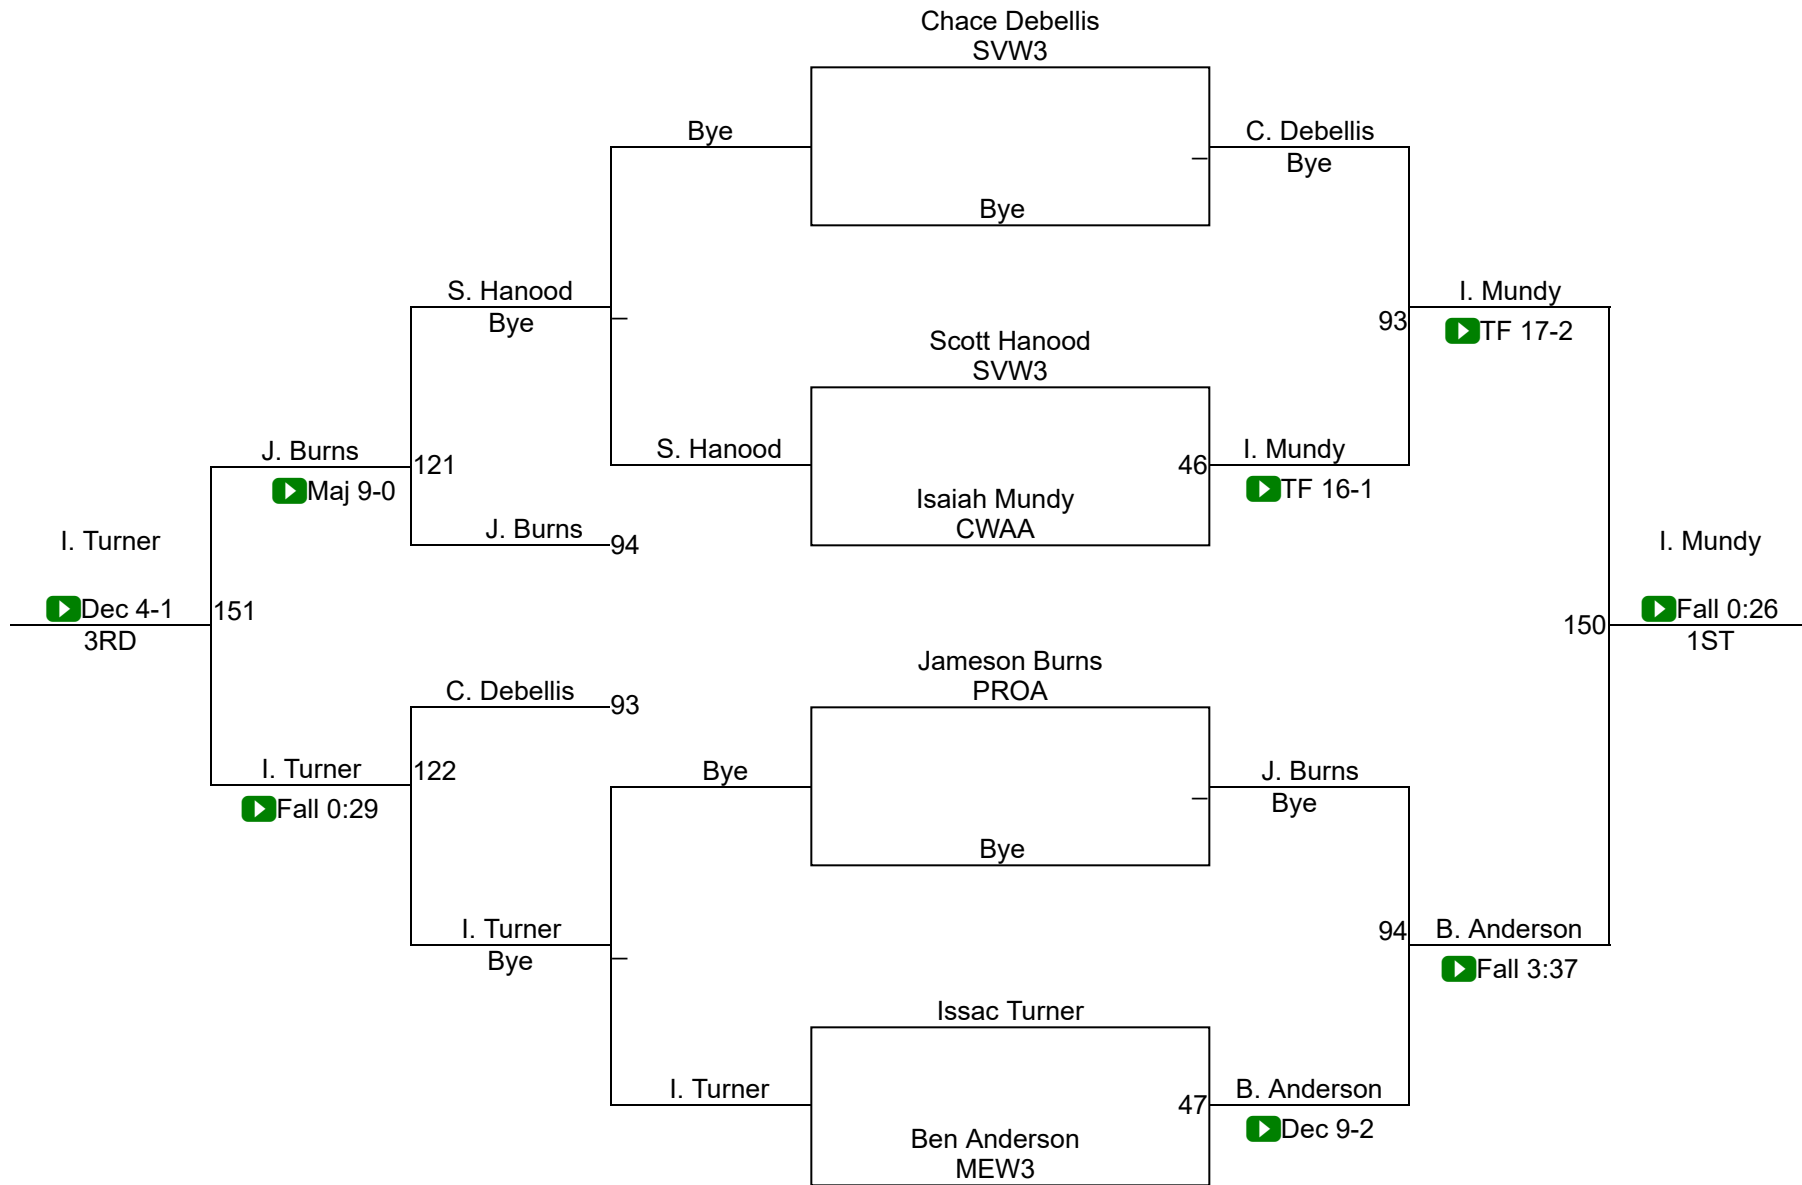 Chace Debellis
SVW3
Bye
C. Debellis
Bye
Bye
S. Hanood
Bye
I. Mundy
93
TF 17-2
Scott Hanood
SVW3
J. Burns
121
Maj 9-0
S. Hanood
46
I. Mundy
TF 16-1
Isaiah Mundy
CWAA
J. Burns
94
I. Turner
Dec 4-1
151
3RD
I. Mundy
150
Fall 0:26
1ST
Jameson Burns
PROA
C. Debellis
93
I. Turner
122
Fall 0:29
Bye
J. Burns
Bye
Bye
I. Turner
Bye
94
B. Anderson
Fall 3:37
Issac Turner
I. Turner
47
B. Anderson
Dec 9-2
Ben Anderson
MEW3